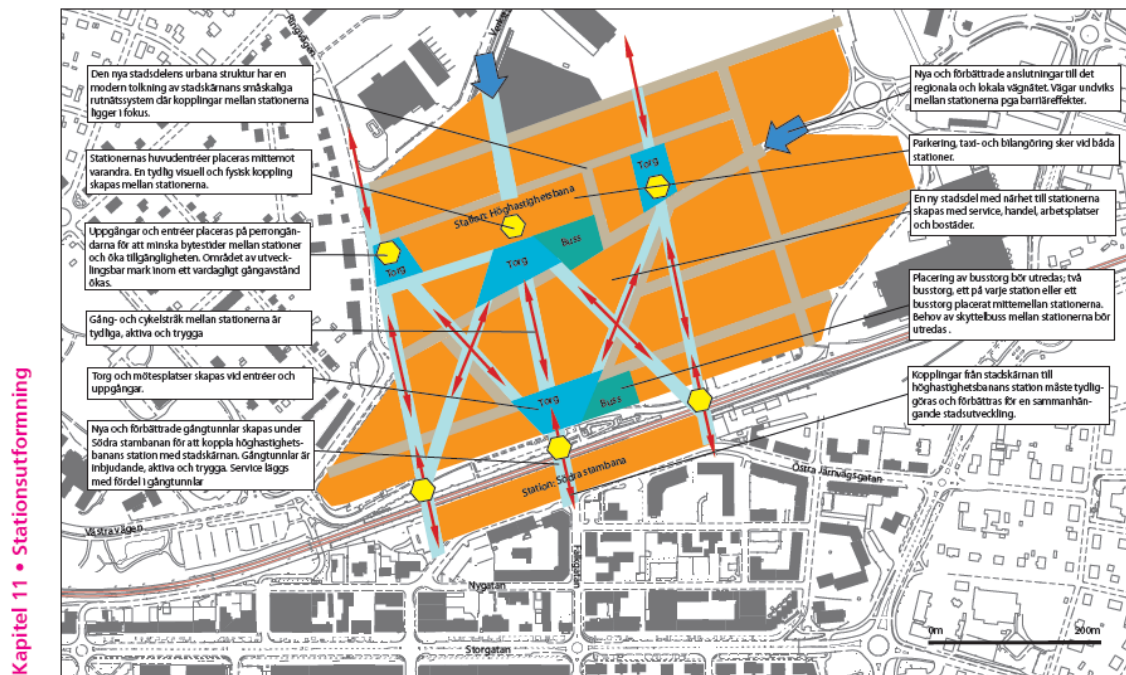 Kapitel 11 • Stationsutformning
Ringvägen
Den nya stadsdelens urbana struktur har en
modern tolkning av stadskärnans småskaliga
rutnätssystem där kopplingar mellan stationerna
ligger i fokus.
Stationernas huvudentréer placeras mittemot
varandra. En tydlig visuell och fysisk koppling
skapas mellan stationerna.
Uppgångar och entréer placeras på perrongän-
darna för att minska bytestider mellan stationer
och öka tillgängligheten. Området av utveck-
lingsbar mark inom ett vardagligt gångavstånd
ökas.
Gång- och cykelstråk mellan stationerna är
tydliga, aktiva och trygga
Torg och mötesplatser skapas vid entréer och
uppgångar.
Nya och förbättrade gångtunnlar skapas under
Södra stambanan för att koppla höghastighets-
banans station med stadskärnan. Gångtunnlar är
inbjudande, aktiva och trygga. Service läggs
med fördel i gångtunnlar
Nya och förbättrade anslutningar till det
regionala och lokala vägnätet. Vägar undviks
mellan stationerna pga barriäreffekter.
Parkering, taxi- och bilangöring sker vid båda
stationer.
En ny stadsdel med närhet till stationerna
skapas med service, handel, arbetsplatser
och bostäder.
Placering av busstorg bör utredas; två
busstorg, ett på varje station eller ett
busstorg placerat mittemellan stationerna.
Behov av skyttelbuss mellan stationerna bör
utredas .
Kopplingar från stadskärnan till
höghastighetsbanans station måste tydlig-
göras och förbättras för en sammanhän-
gande stadsutveckling.
Torg
Station: Höghastighetsbana
Buss
Torg
Torg
Torg
Buss
Station: Södra stambana
Östra Järnvägsgatan
Västra vägen
Falkgatan
Nygatan
Storgatan
0m
200m